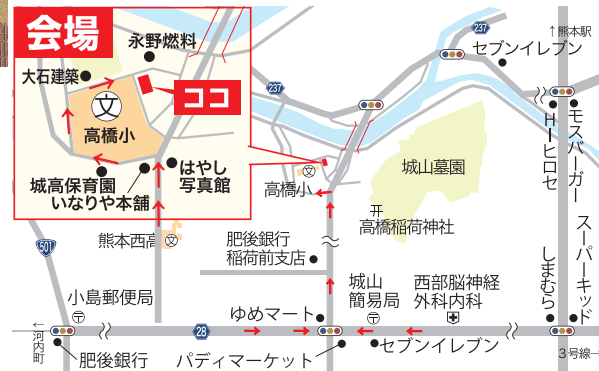 会場
永野燃料
大石建築
文
ココ
高橋小
はやし
写真館
城高保育園
いなりや本舗
237
237
↑熊本駅
セブンイレブン
モスバーガー
Hーヒロセ
城山墓園
文
高橋小
高橋稲荷神社
熊本西高
文
肥後銀行
稲荷前支店
501
小島郵便局
〒
城山
簡易局
〒
西部脳神経
外科内科
しまむら
スーパーキッド
ゆめマート
28
←河内町
肥後銀行
パディマーケット
セブンイレブン
3号線→